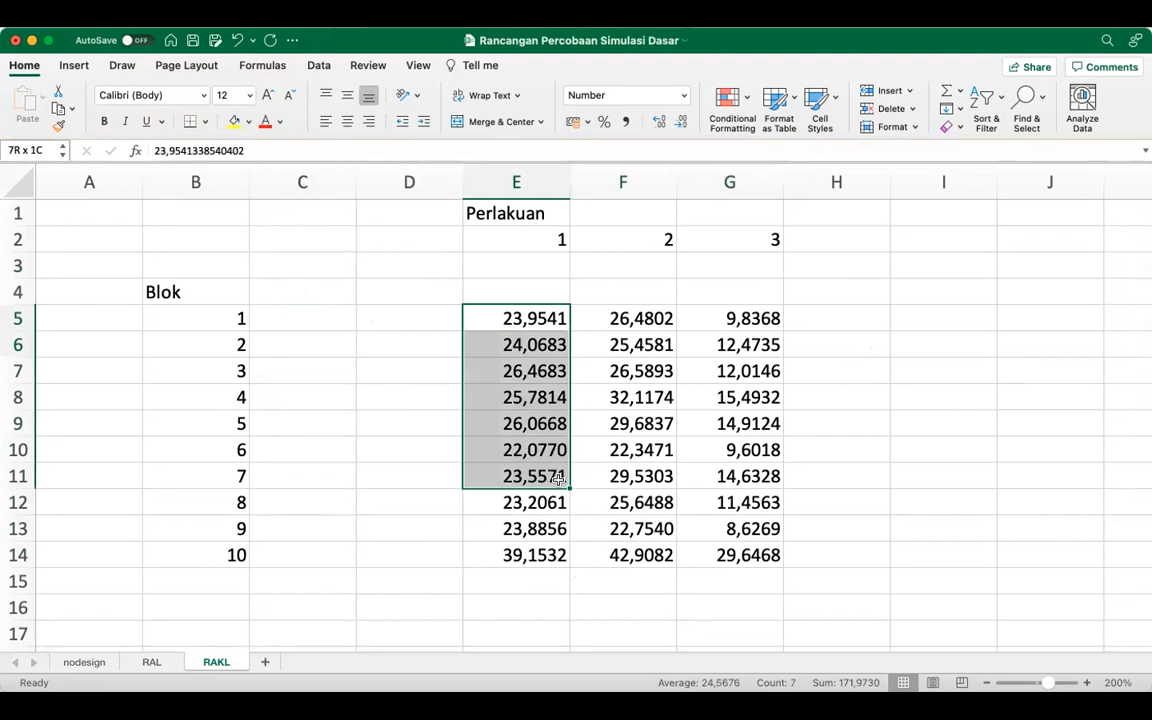 AutoSave OFF Rancangan Percobaan Simulasi Dasar
Home Insert Draw Page Layout Formulas Data Review View Tell me Share Comments
Paste Calibri (Body) 12 A A Wrap Text Number Conditional Formatting Format as Table Cell Styles Insert Sort & Filter Find & Select Analyze Data
B I U A Merge & Center % Delete
Format
7R x 1C fx 23,9541338540402
A B C D E F G H I J
1 Perlakuan
2 1 2 3
3
4 Blok
5 1 23,9541 26,4802 9,8368
6 2 24,0683 25,4581 12,4735
7 3 26,4683 26,5893 12,0146
8 4 25,7814 32,1174 15,4932
9 5 26,0668 29,6837 14,9124
10 6 22,0770 22,3471 9,6018
11 7 23,5571 29,5303 14,6328
12 8 23,2061 25,6488 11,4563
13 9 23,8856 22,7540 8,6269
14 10 39,1532 42,9082 29,6468
15
16
17
nodesign RAL RAKL
Ready Average: 24,5676 Count: 7 Sum: 171,9730 200%